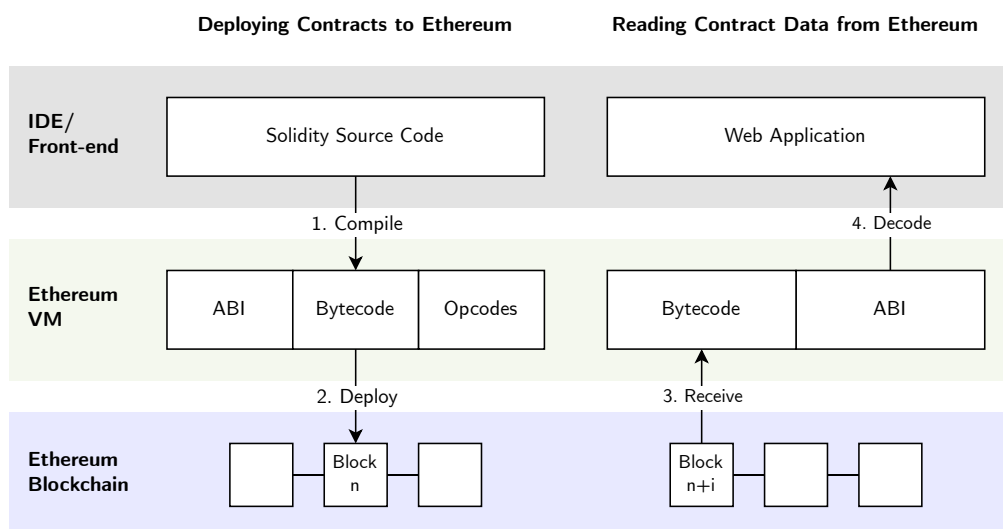 Deploying Contracts to Ethereum
Reading Contract Data from Ethereum
IDE/
Front-end
Solidity Source Code
Web Application
1. Compile
4. Decode
Ethereum
VM
ABI
Bytecode
Opcodes
Bytecode
ABI
2. Deploy
3. Receive
Ethereum
Blockchain
Block
n
Block
n+i